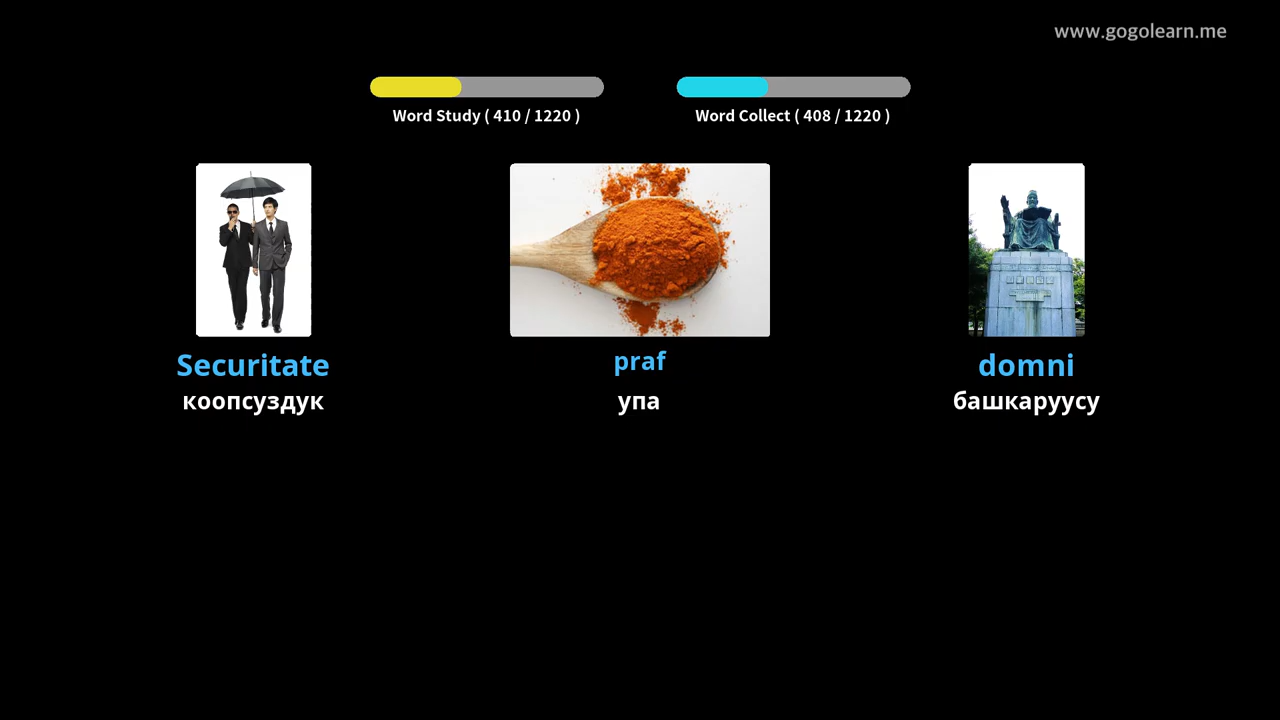 www.gogolearn.me
Word Study ( 410 / 1220 )
Word Collect ( 408 / 1220 )
Securitate
коопсуздук
praf
упа
domni
башкаруусу